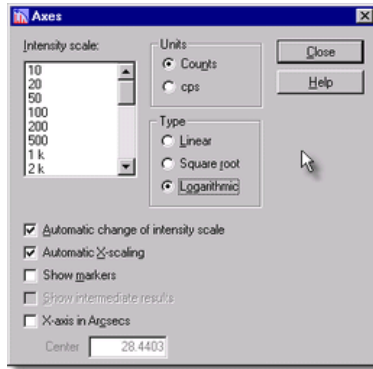 Axes
Intensity scale:
10
20
50
100
200
500
1 k
2 k
Units
Counts
cps
Type
Linear
Square root
Logarithmic
Close
Help
Automatic change of intensity scale
Automatic X-scaling
Show markers
Show intermediate results
X-axis in Arcsecs
Center 28.4403